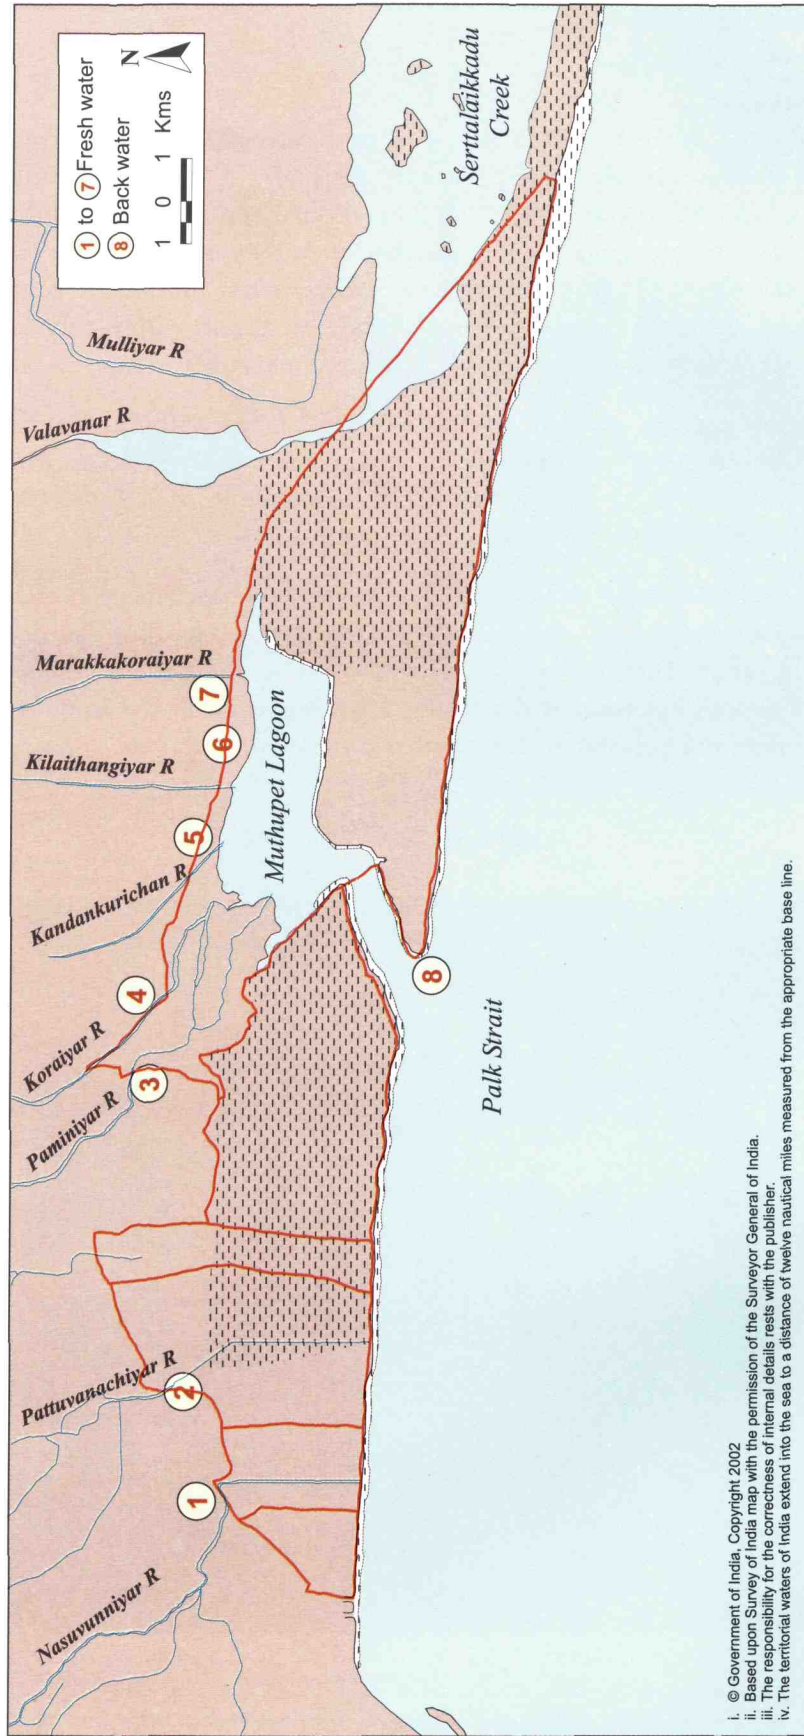 1 to 7 Fresh water
8 Back water
N
1 0 1 Kms
Nasuvunniyar R
Pattuvanachiyar R
Paminiyar R
Koraiyar R
Kandankurichan R
Kilaithangiyar R
Marakkakoraiyar R
Valavanar R
Mulliyar R
1
2
3
4
5
6
7
8
Muthupet Lagoon
Serttalaikkadu
Creek
Palk Strait
i. © Government of India, Copyright 2002
ii. Based upon Survey of India map with the permission of the Surveyor General of India.
iii. The responsibility for the correctness of internal details rests with the publisher.
iv. The territorial waters of India extend into the sea to a distance of twelve nautical miles measured from the appropriate base line.